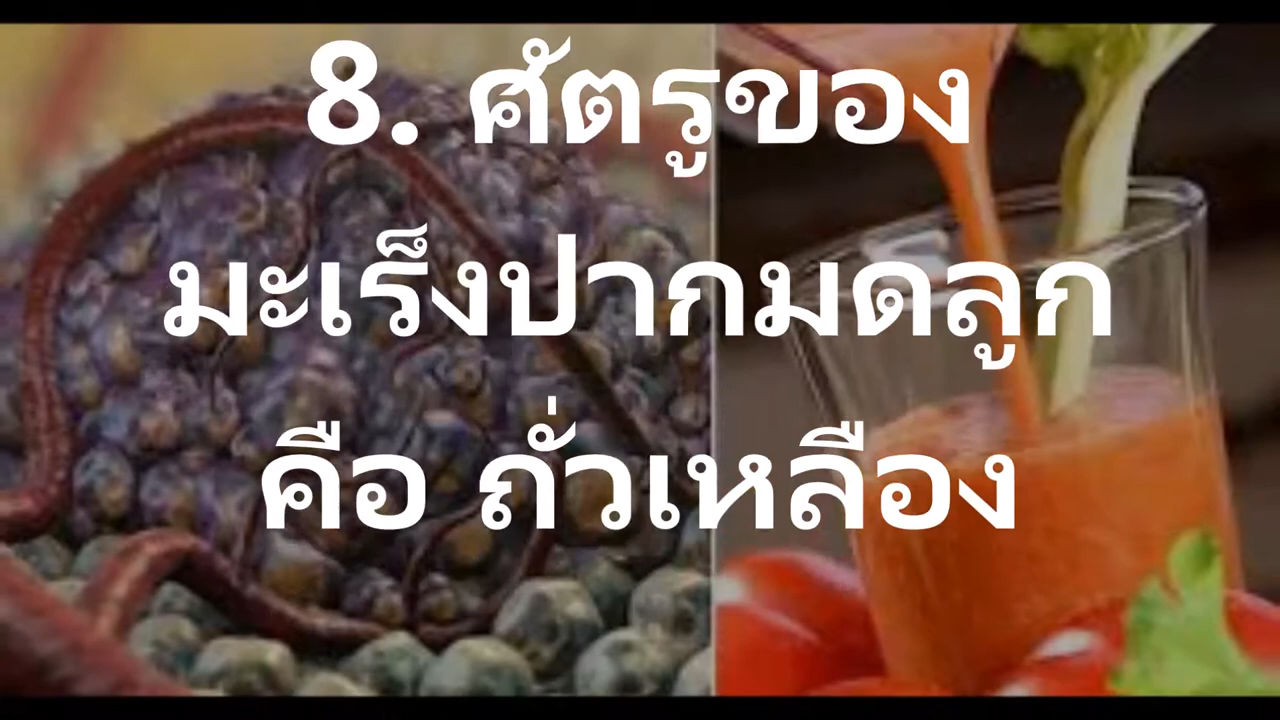 8. ศัตรูของ
มะเร็งปากมดลูก
คือ ถั่วเหลือง